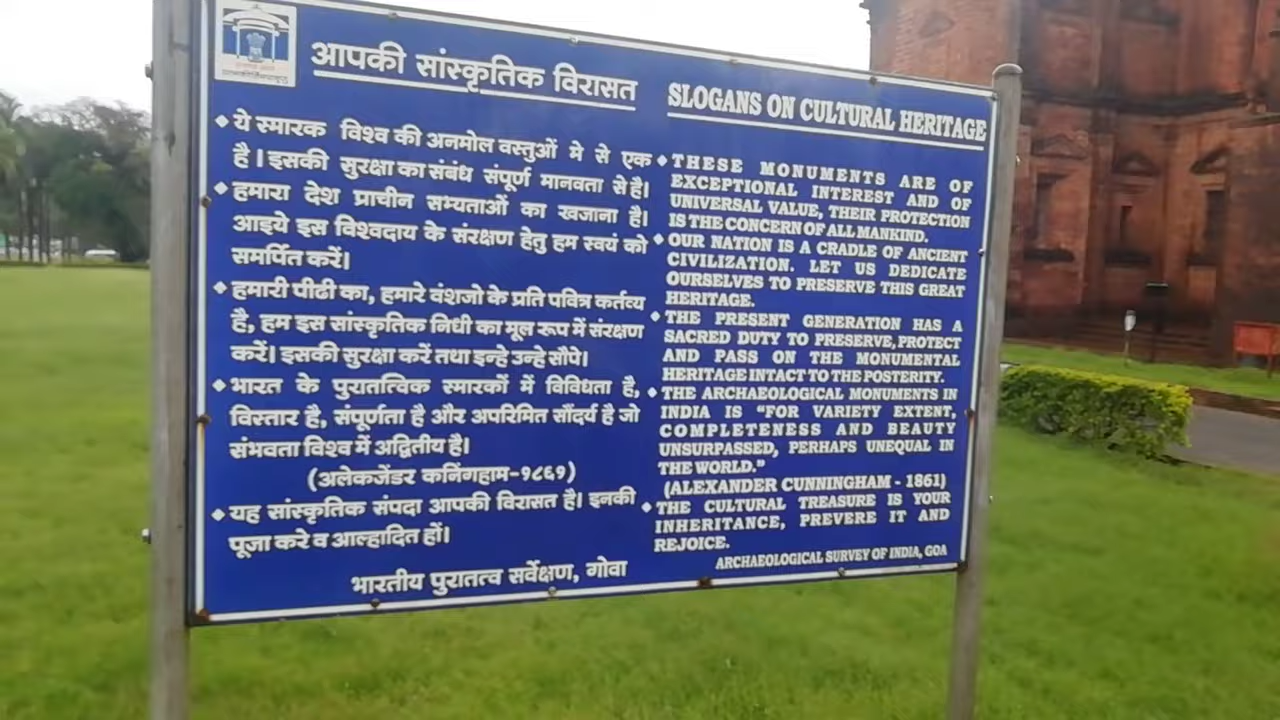 आपकी सांस्कृतिक विरासत
ये स्मारक विश्व की अनमोल वस्तुओं मे से एक
है। इसकी सुरक्षा का संबंध संपूर्ण मानवता से है।
हमारा देश प्राचीन सभ्यताओं का खजाना है।
आइये इस विश्वदाय के संरक्षण हेतु हम स्वयं को
समर्पित करें।
हमारी पीढी का, हमारे वंशजो के प्रति पवित्र कर्तव्य
है, हम इस सांस्कृतिक निधी का मूल रूप में संरक्षण
करें। इसकी सुरक्षा करें तथा इन्हे उन्हे सौपे।
भारत के पुरातत्विक स्मारकों में विविधता है,
विस्तार है, संपूर्णता है और अपरिमित सौंदर्य है जो
संभवता विश्व में अद्वितीय है।
(अलेकजेंडर कनिंगहाम-१८६१)
यह सांस्कृतिक संपदा आपकी विरासत है। इनकी
पूजा करे व आल्हादित हों।
भारतीय पुरातत्व सर्वेक्षण, गोवा
SLOGANS ON CULTURAL HERITAGE
THESE MONUMENTS ARE OF
EXCEPTIONAL INTEREST AND OF
UNIVERSAL VALUE, THEIR PROTECTION
IS THE CONCERN OF ALL MANKIND.
OUR NATION IS A CRADLE OF ANCIENT
CIVILIZATION. LET US DEDICATE
OURSELVES TO PRESERVE THIS GREAT
HERITAGE.
THE PRESENT GENERATION HAS A
SACRED DUTY TO PRESERVE, PROTECT
AND PASS ON THE MONUMENTAL
HERITAGE INTACT TO THE POSTERITY.
THE ARCHAEOLOGICAL MONUMENTS IN
INDIA IS "FOR VARIETY EXTENT,
COMPLETENESS AND BEAUTY
UNSURPASSED, PERHAPS UNEQUAL IN
THE WORLD."
(ALEXANDER CUNNINGHAM - 1861)
THE CULTURAL TREASURE IS YOUR
INHERITANCE, PREVERE IT AND
REJOICE.
ARCHAEOLOGICAL SURVEY OF INDIA, GOA